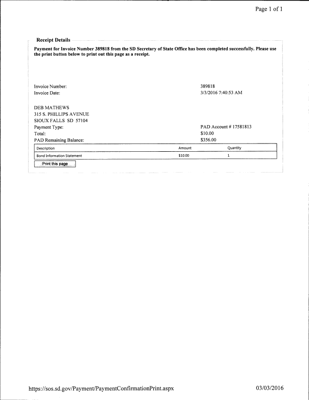 Page 1 of 1
Receipt Details
Payment for Invoice Number 389818 from the SD Secretary of State Office has been completed successfully. Please use
the print button below to print out this page as a receipt.
Invoice Number: 389818
Invoice Date: 3/3/2016 7:46:53 AM
DEB MATHEWS
315 S. PHILLIPS AVENUE
SIOUX FALLS SD 57104
Payment Type: PAD Account # 17581813
Total: $10.00
PAD Remaining Balance: $356.00
Description Amount Quantity
Bond Information Statement $10.00 1
Print this page
https://sos.sd.gov/Payment/PaymentConfirmationPrint.aspx 03/03/2016